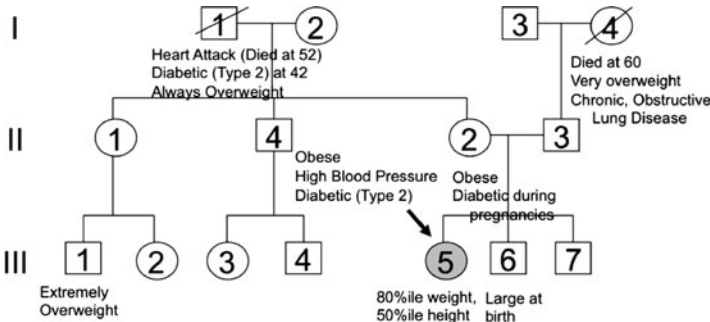 I
1
2
3
4
Heart Attack (Died at 52)
Diabetic (Type 2) at 42
Always Overweight
Died at 60
Very overweight
Chronic, Obstructive
Lung Disease
II
1
4
2
3
Obese
High Blood Pressure
Diabetic (Type 2)
Obese
Diabetic during
pregnancies
III
1
2
3
4
5
6
7
Extremely
Overweight
80%ile weight,
50%ile height
Large at
birth